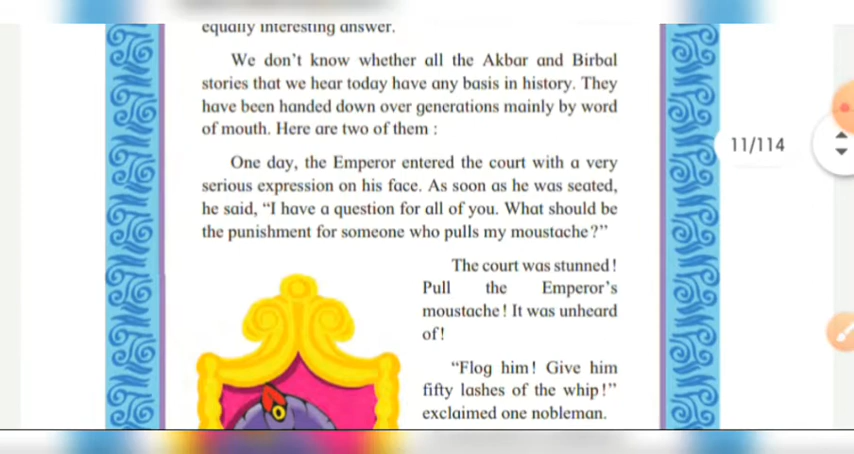 equally interesting answer.
We don't know whether all the Akbar and Birbal
stories that we hear today have any basis in history. They
have been handed down over generations mainly by word
of mouth. Here are two of them :
11/114
One day, the Emperor entered the court with a very
serious expression on his face. As soon as he was seated,
he said, “I have a question for all of you. What should be
the punishment for someone who pulls my moustache?”
The court was stunned!
Pull the Emperor's
moustache! It was unheard
of!
“Flog him! Give him
fifty lashes of the whip!”
exclaimed one nobleman.